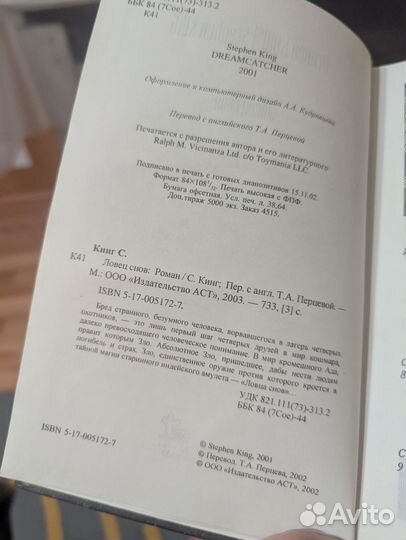 УДК 821.111(73)-313.2
ББК 84 (7Сое)-44
К41
Stephen King
DREAMCATCHER
2001
Оформление и компьютерный дизайн А.А. Кудрявцева
Перевод с английского Т.А. Перцевой
Печатается с разрешения автора и его литературного
Ralph M. Vicinanza Ltd. c/o Toymania LLC.
Подписано в печать с готовых диапозитивов 15.11.02.
Формат 84×108 1/32. Печать высокая с ФПФ.
Бумага офсетная. Усл. печ. л. 38,64.
Доп. тираж 5000 экз. Заказ 4515.
Кинг С.
К41 Ловец снов: Роман / С. Кинг; Пер. с англ. Т.А. Перцевой. —
М.: ООО «Издательство АСТ», 2003. — 733, [3] с.
ISBN 5-17-005172-7.
Бред странного, безумного человека, ворвавшегося в лагерь четверых
охотников, — это лишь первый шаг четверых друзей в мир кошмара,
далеко превосходящего человеческое понимание. В мир кромешного Ада,
правит которым Зло. Абсолютное Зло, пришедшее, дабы нести людям
погибель и страх. Зло, единственное оружие против которого кроется в
тайной магии старинного индейского амулета — «Ловца снов»...
УДК 821.111(73)-313.2
ББК 84 (7Сое)-44
ISBN 5-17-005172-7
© Stephen King, 2001
© Перевод. Т.А. Перцева, 2002
© ООО «Издательство АСТ», 2002
Avito